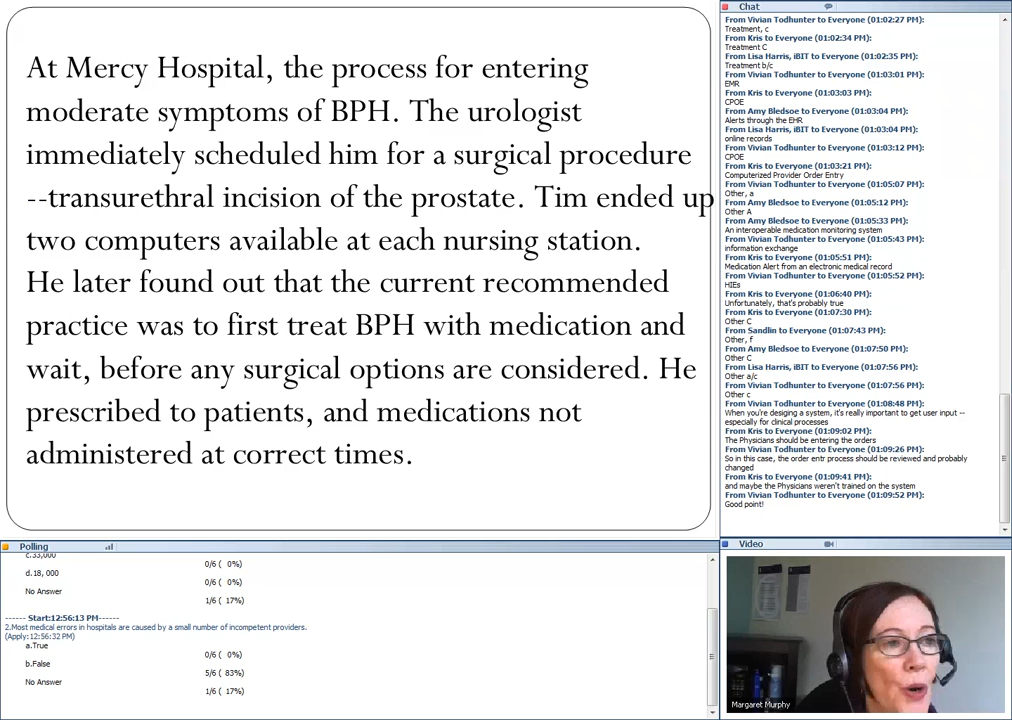 At Mercy Hospital, the process for entering
moderate symptoms of BPH. The urologist
immediately scheduled him for a surgical procedure
--transurethral incision of the prostate. Tim ended up
two computers available at each nursing station.
He later found out that the current recommended
practice was to first treat BPH with medication and
wait, before any surgical options are considered. He
prescribed to patients, and medications not
administered at correct times.
Chat
From Vivian Todhunter to Everyone (01:02:27 PM):
Treatment, c
From Kris to Everyone (01:02:34 PM):
Treatment C
From Lisa Harris, iBIT to Everyone (01:02:35 PM):
Treatment b/c
From Vivian Todhunter to Everyone (01:03:01 PM):
EMR
From Kris to Everyone (01:03:03 PM):
CPOE
From Amy Bledsoe to Everyone (01:03:04 PM):
Alerts through the EHR
From Lisa Harris, iBIT to Everyone (01:03:04 PM):
online records
From Vivian Todhunter to Everyone (01:03:12 PM):
CPOE
From Kris to Everyone (01:03:21 PM):
Computerized Provider Order Entry
From Vivian Todhunter to Everyone (01:05:07 PM):
Other, a
From Amy Bledsoe to Everyone (01:05:12 PM):
Other A
From Amy Bledsoe to Everyone (01:05:33 PM):
An interoperable medication monitoring system
From Vivian Todhunter to Everyone (01:05:43 PM):
information exchange
From Kris to Everyone (01:05:51 PM):
Medication Alert from an electronic medical record
From Vivian Todhunter to Everyone (01:05:52 PM):
HIEs
From Kris to Everyone (01:06:40 PM):
Unfortunately, that's probably true
From Kris to Everyone (01:07:30 PM):
Other C
From Sandlin to Everyone (01:07:43 PM):
Other, f
From Amy Bledsoe to Everyone (01:07:50 PM):
Other C
From Lisa Harris, iBIT to Everyone (01:07:56 PM):
Other a/c
From Vivian Todhunter to Everyone (01:07:56 PM):
Other c
From Vivian Todhunter to Everyone (01:08:48 PM):
When you're desiging a system, it's really important to get user input --
especially for clinical processes
From Kris to Everyone (01:09:02 PM):
The Physicians should be entering the orders
From Vivian Todhunter to Everyone (01:09:26 PM):
So in this case, the order entr process should be reviewed and probably
changed
From Kris to Everyone (01:09:41 PM):
and maybe the Physicians weren't trained on the system
From Vivian Todhunter to Everyone (01:09:52 PM):
Good point!
Polling
c.33,000
0/6 ( 0%)
d.18, 000
0/6 ( 0%)
No Answer
1/6 ( 17%)
------ Start:12:56:13 PM------
2.Most medical errors in hospitals are caused by a small number of incompetent providers.
(Apply:12:56:32 PM)
a.True
0/6 ( 0%)
b.False
5/6 ( 83%)
No Answer
1/6 ( 17%)
Video
Margaret Murphy